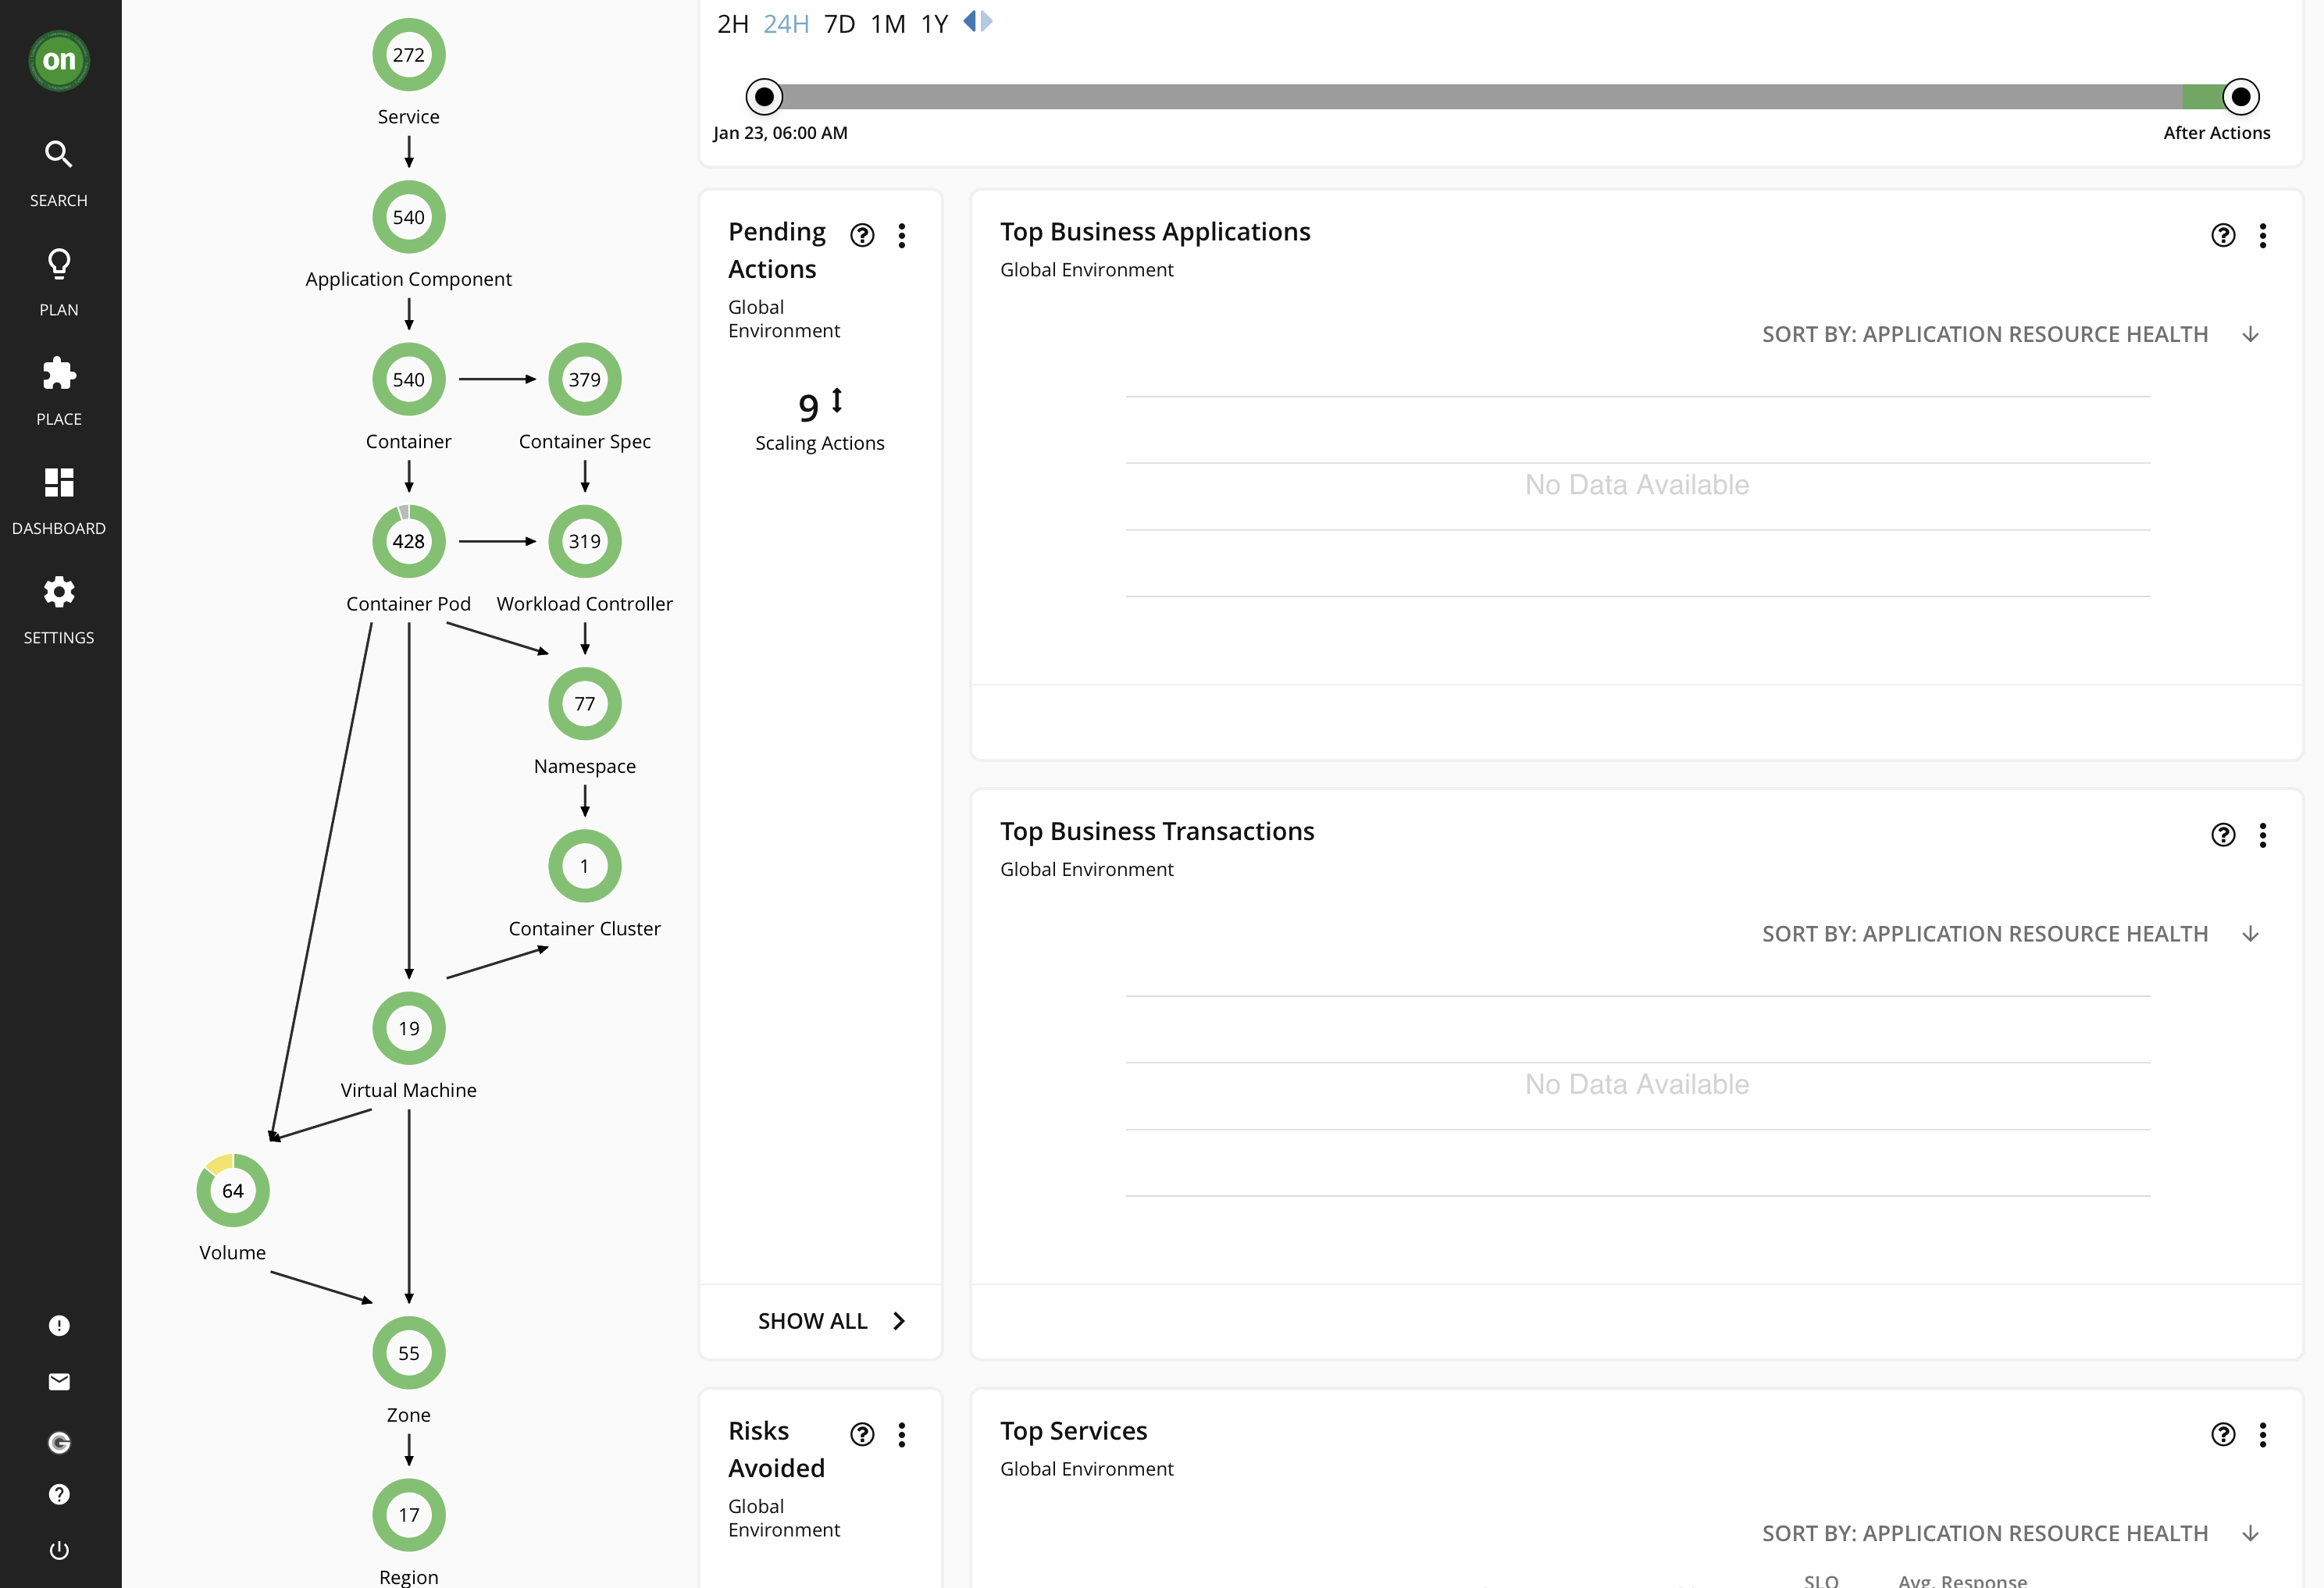 on
SEARCH
PLAN
PLACE
DASHBOARD
SETTINGS
272
Service
540
Application Component
540
Container
379
Container Spec
428
Container Pod
319
Workload Controller
77
Namespace
1
Container Cluster
19
Virtual Machine
64
Volume
55
Zone
17
Region
2H 24H 7D 1M 1Y
Jan 23, 06:00 AM
After Actions
Pending
Actions
Global
Environment
9
Scaling Actions
SHOW ALL
Top Business Applications
Global Environment
SORT BY: APPLICATION RESOURCE HEALTH
No Data Available
Top Business Transactions
Global Environment
SORT BY: APPLICATION RESOURCE HEALTH
No Data Available
Risks
Avoided
Global
Environment
Top Services
Global Environment
SORT BY: APPLICATION RESOURCE HEALTH
SLO Avg. Response